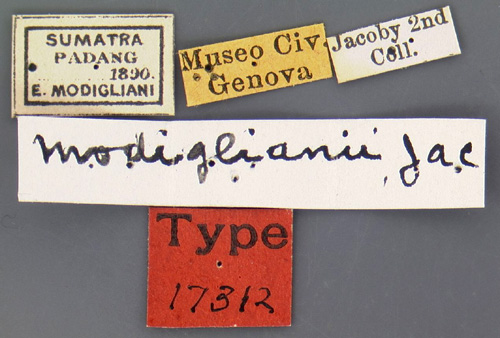 SUMATRA
PADANG
1890.
E. MODIGLIANI
Museo Civ.
Genova
Jacoby 2nd
Coll.
modiglianii Jac
Type
17312